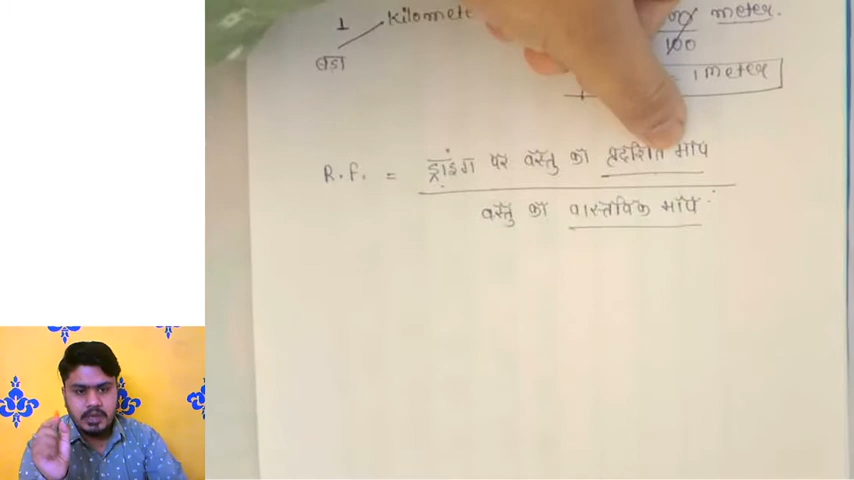 1 kilomete meter.
बड़ा 100
= 1 meter
R.F. = ड्राइंग पर वस्तु की प्रदर्शित माप
वस्तु की वास्तविक माप